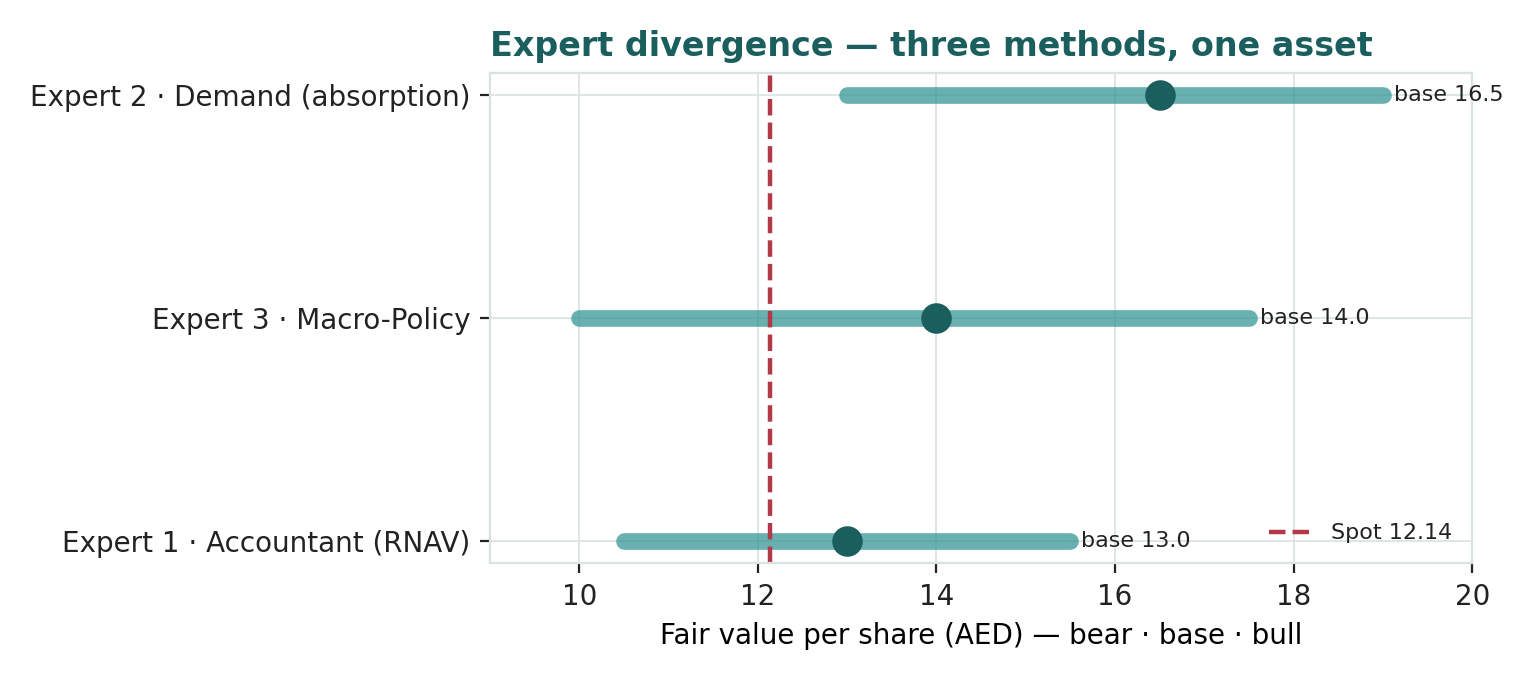 Expert divergence — three methods, one asset
Expert 2 · Demand (absorption)
base 16.5
Expert 3 · Macro-Policy
base 14.0
Expert 1 · Accountant (RNAV)
base 13.0
Spot 12.14
10 12 14 16 18 20
Fair value per share (AED) — bear · base · bull